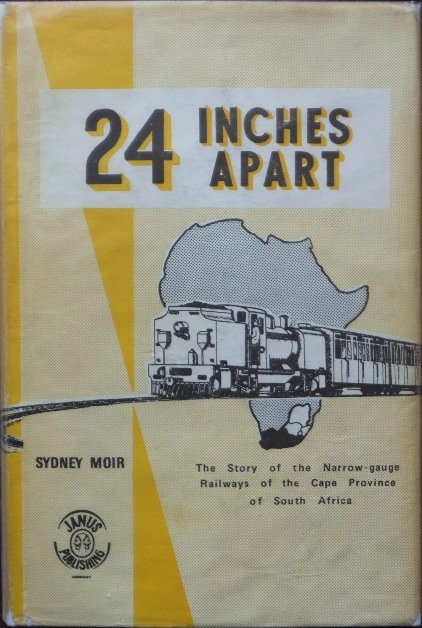 24 INCHES
APART
SYDNEY MOIR
The Story of the Narrow-gauge
Railways of the Cape Province
of South Africa
JANUS
PUBLISHING
COMPANY